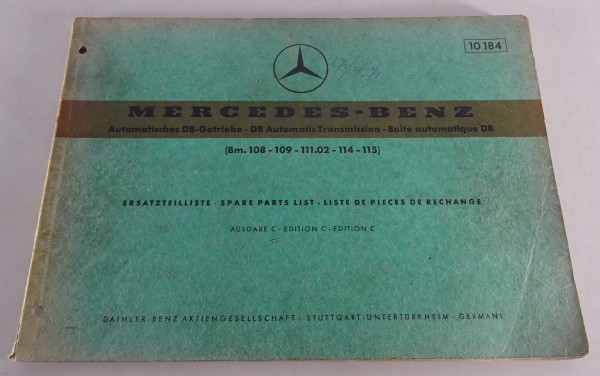 10 184
MERCEDES-BENZ
Automatisches DB-Getriebe - DB Automatic Transmission - Boîte automatique DB
(Bm. 108 - 109 - 111.02 - 114 - 115)
ERSATZTEILLISTE · SPARE PARTS LIST · LISTE DE PIECES DE RECHANGE
AUSGABE C · EDITION C · EDITION C
DAIMLER-BENZ AKTIENGESELLSCHAFT · STUTTGART-UNTERTÜRKHEIM · GERMANY